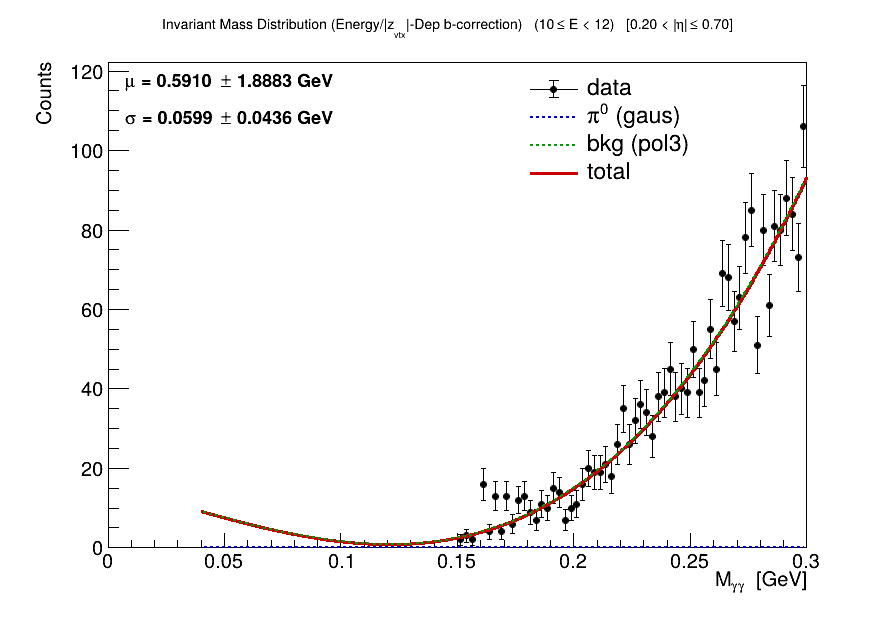 Invariant Mass Distribution (Energy/|z_vtx|-Dep b-correction) (10 ≤ E < 12) [0.20 < |η| ≤ 0.70]
μ = 0.5910 ± 1.8883 GeV
σ = 0.0599 ± 0.0436 GeV
data
π⁰ (gaus)
bkg (pol3)
total
Counts
120
100
80
60
40
20
0
0 0.05 0.1 0.15 0.2 0.25 0.3
M_γγ [GeV]